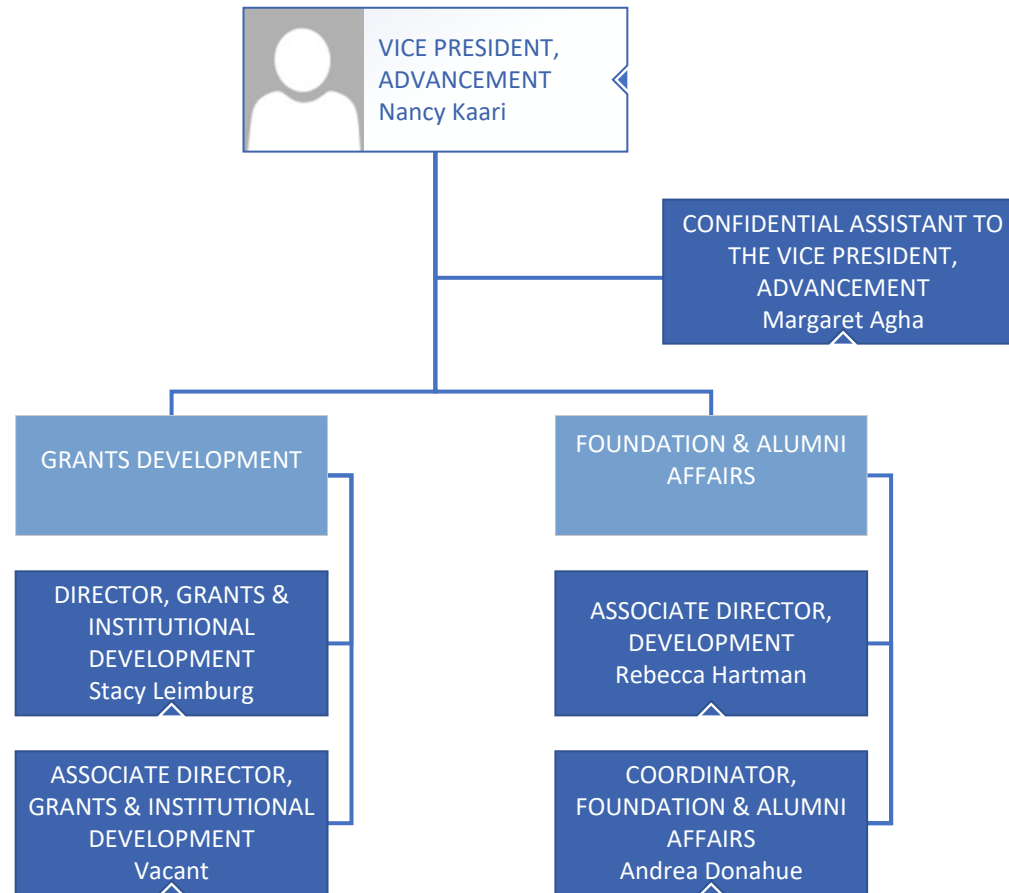 VICE PRESIDENT,
ADVANCEMENT
Nancy Kaari
CONFIDENTIAL ASSISTANT TO
THE VICE PRESIDENT,
ADVANCEMENT
Margaret Agha
GRANTS DEVELOPMENT
FOUNDATION & ALUMNI
AFFAIRS
DIRECTOR, GRANTS &
INSTITUTIONAL
DEVELOPMENT
Stacy Leimburg
ASSOCIATE DIRECTOR,
DEVELOPMENT
Rebecca Hartman
ASSOCIATE DIRECTOR,
GRANTS & INSTITUTIONAL
DEVELOPMENT
Vacant
COORDINATOR,
FOUNDATION & ALUMNI
AFFAIRS
Andrea Donahue